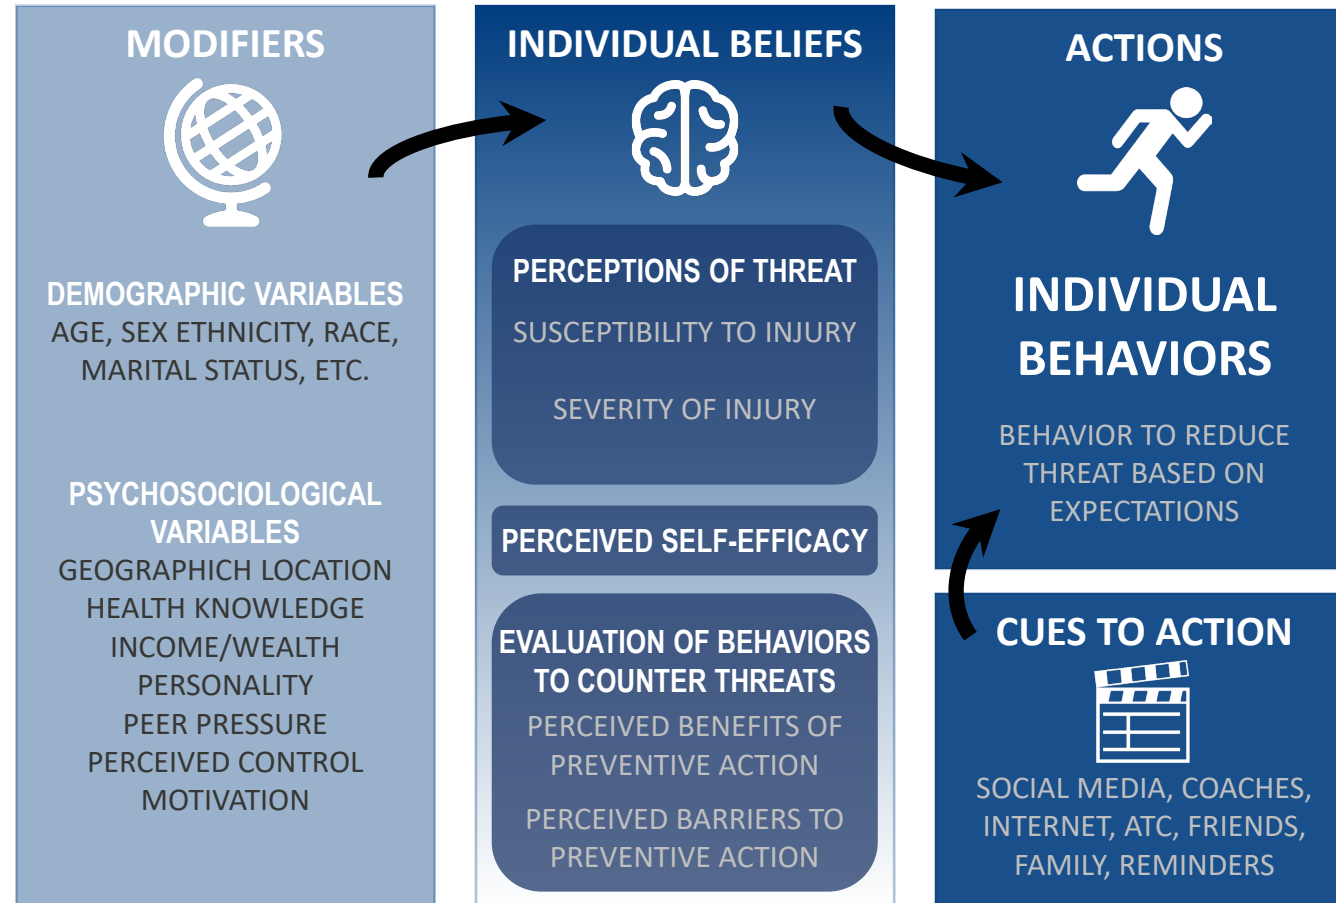 MODIFIERS
DEMOGRAPHIC VARIABLES
AGE, SEX ETHNICITY, RACE,
MARITAL STATUS, ETC.
PSYCHOSOCIOLOGICAL
VARIABLES
GEOGRAPHICH LOCATION
HEALTH KNOWLEDGE
INCOME/WEALTH
PERSONALITY
PEER PRESSURE
PERCEIVED CONTROL
MOTIVATION
INDIVIDUAL BELIEFS
PERCEPTIONS OF THREAT
SUSCEPTIBILITY TO INJURY
SEVERITY OF INJURY
PERCEIVED SELF-EFFICACY
EVALUATION OF BEHAVIORS
TO COUNTER THREATS
PERCEIVED BENEFITS OF
PREVENTIVE ACTION
PERCEIVED BARRIERS TO
PREVENTIVE ACTION
ACTIONS
INDIVIDUAL
BEHAVIORS
BEHAVIOR TO REDUCE
THREAT BASED ON
EXPECTATIONS
CUES TO ACTION
SOCIAL MEDIA, COACHES,
INTERNET, ATC, FRIENDS,
FAMILY, REMINDERS